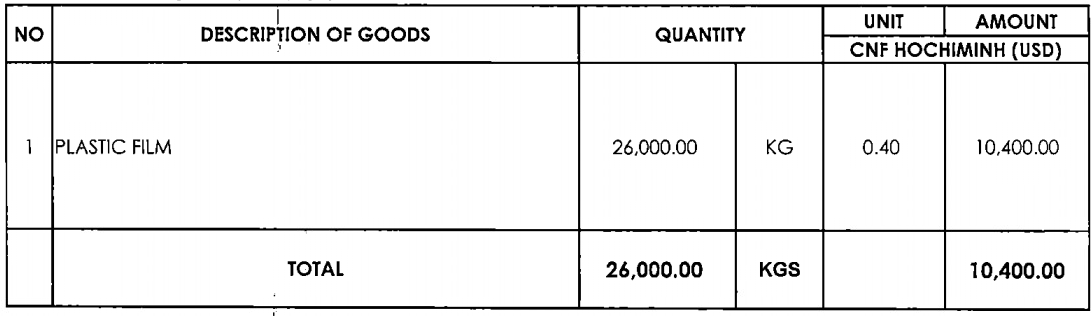 NO DESCRIPTION OF GOODS QUANTITY UNIT AMOUNT
CNF HOCHIMINH (USD)
1 PLASTIC FILM 26,000.00 KG 0.40 10,400.00
TOTAL 26,000.00 KGS 10,400.00